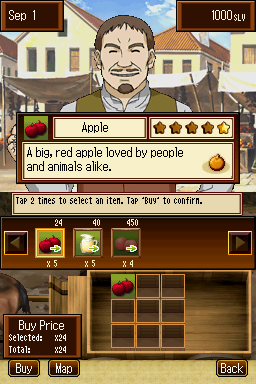 Sep 1
1000SLV
Apple
A big, red apple loved by people
and animals alike.
Tap 2 times to select an item. Tap 'Buy' to confirm.
24 40 450
x 5 x 5 x 4
Buy Price
Selected: x24
Total: x24
Buy Map Back